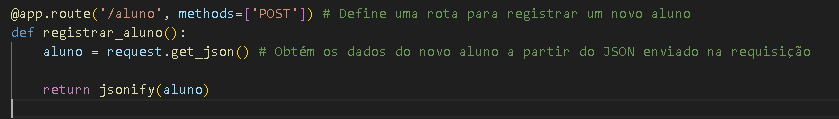 @app.route('/aluno', methods=['POST']) # Define uma rota para registrar um novo aluno
def registrar_aluno():
    aluno = request.get_json() # Obtém os dados do novo aluno a partir do JSON enviado na requisição
    return jsonify(aluno)